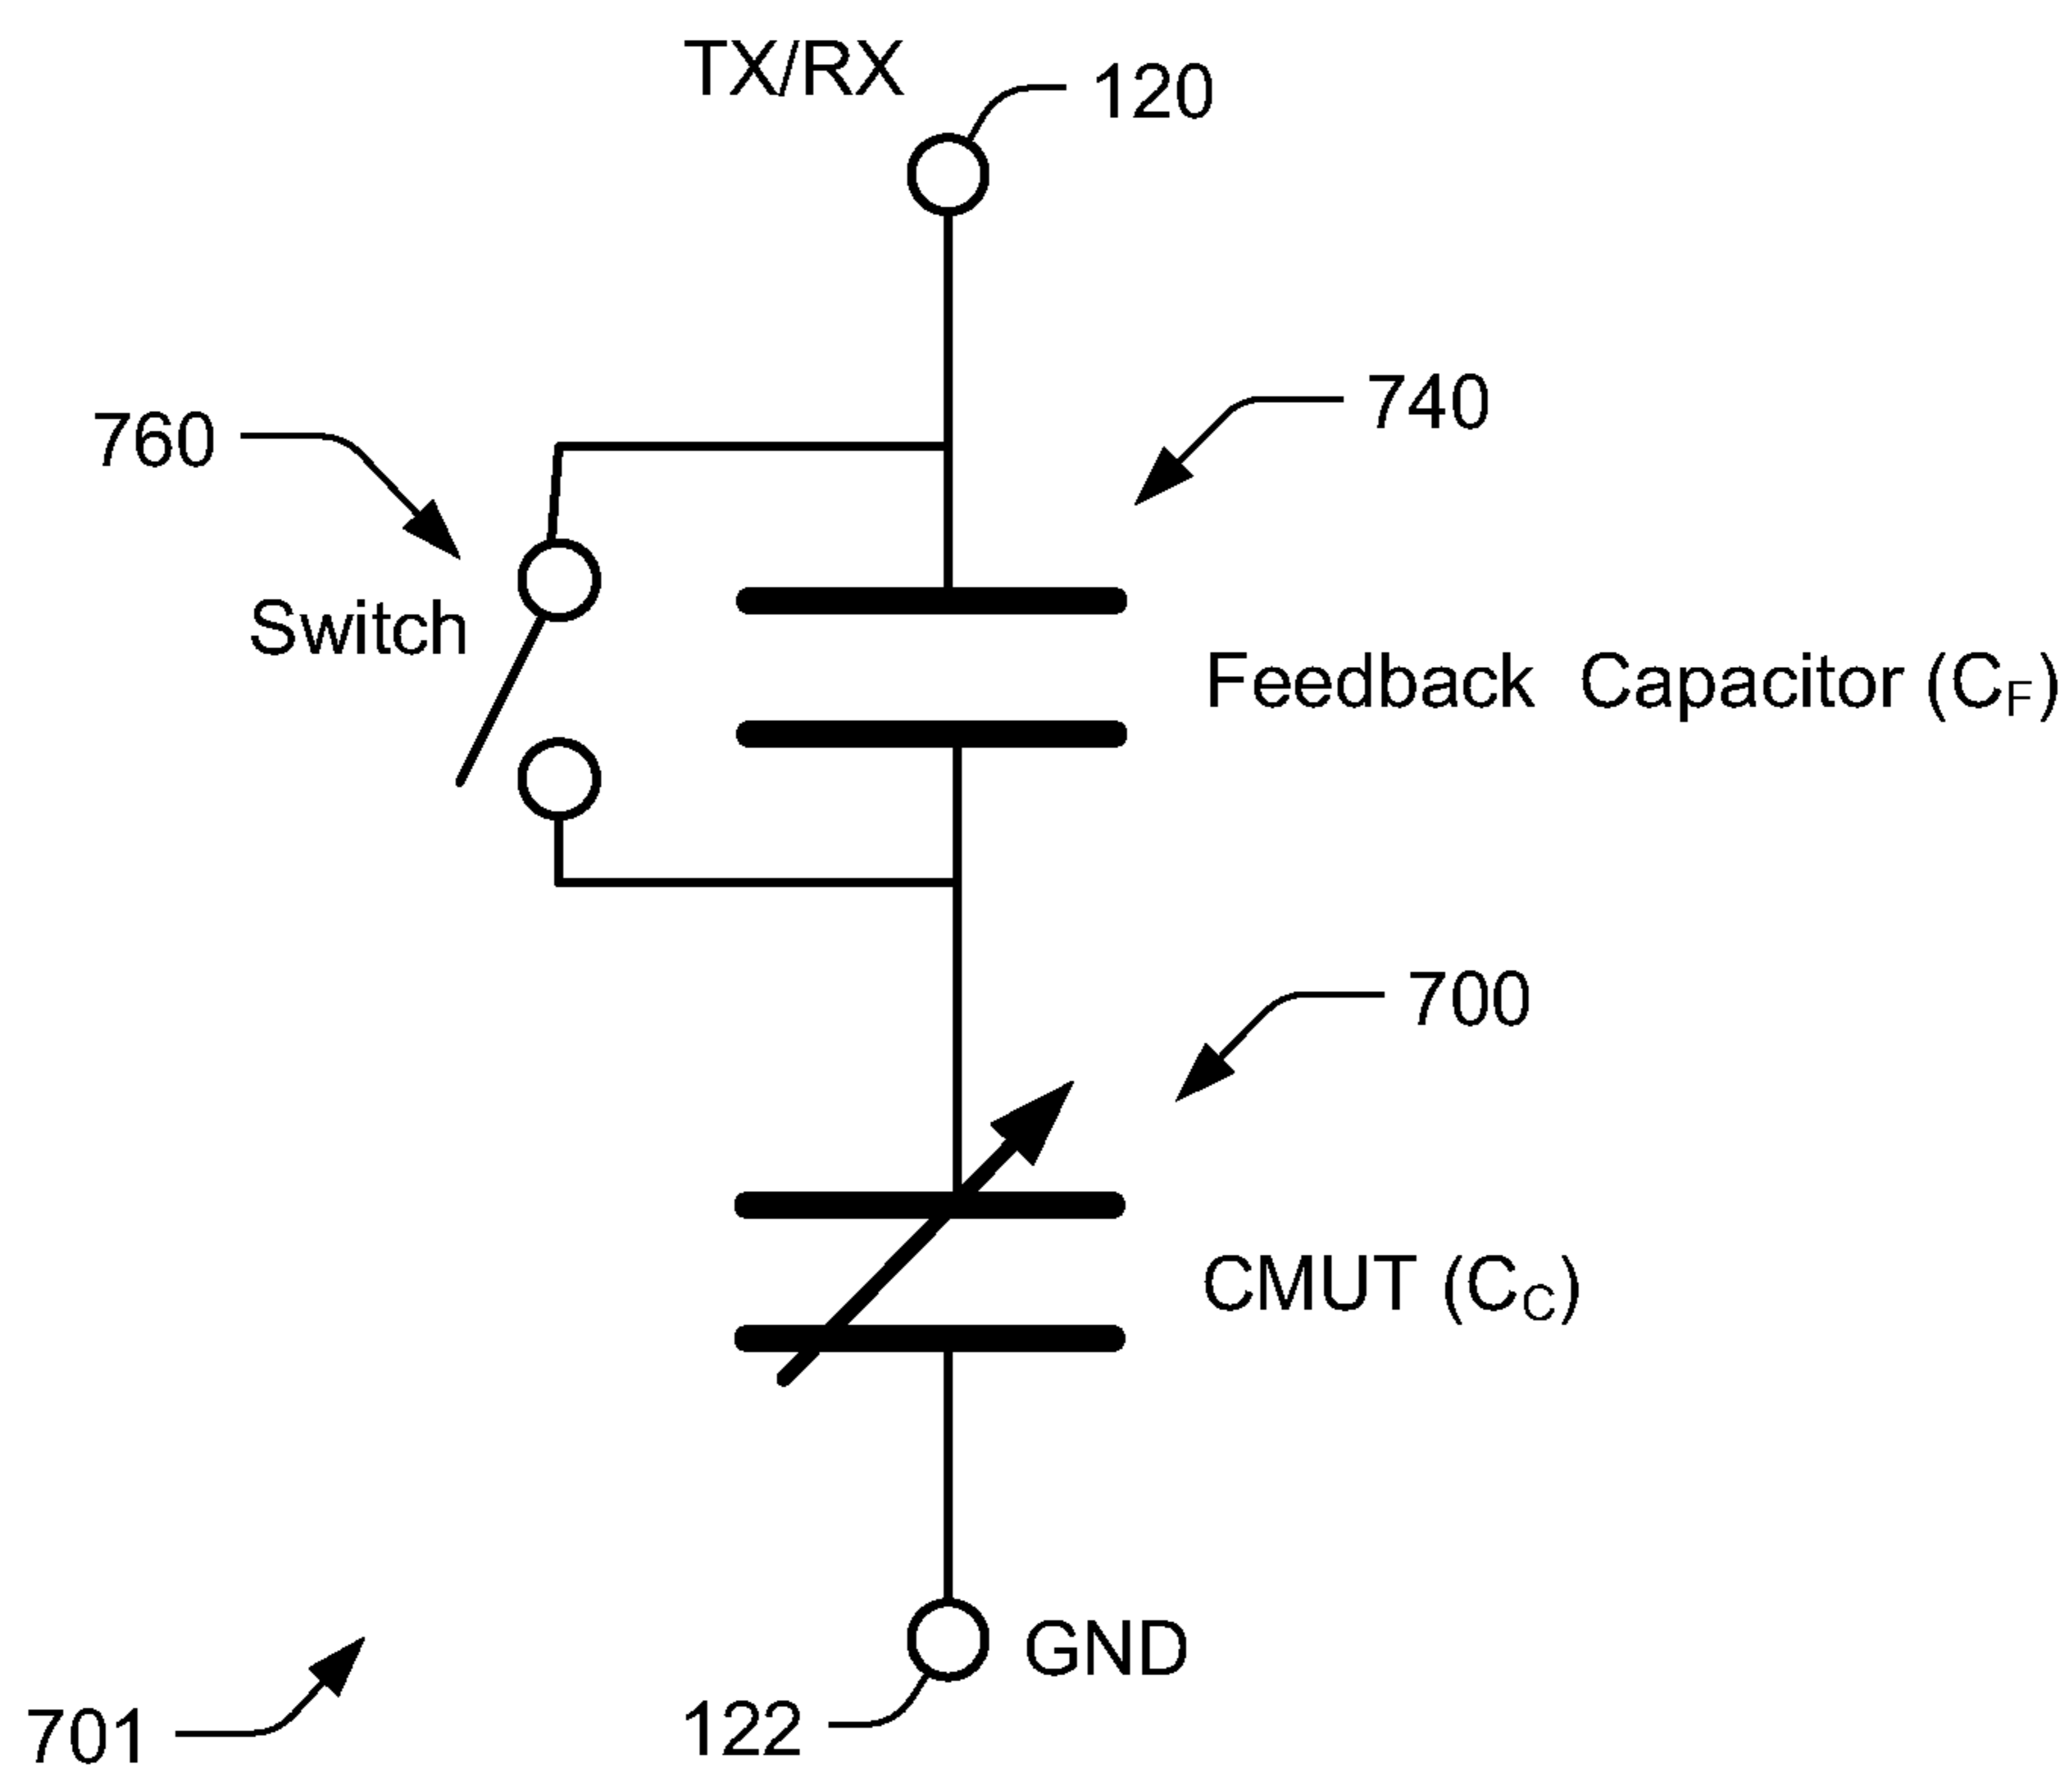 TX/RX
120
740
760
Switch
Feedback Capacitor (CF)
700
CMUT (CC)
GND
122
701